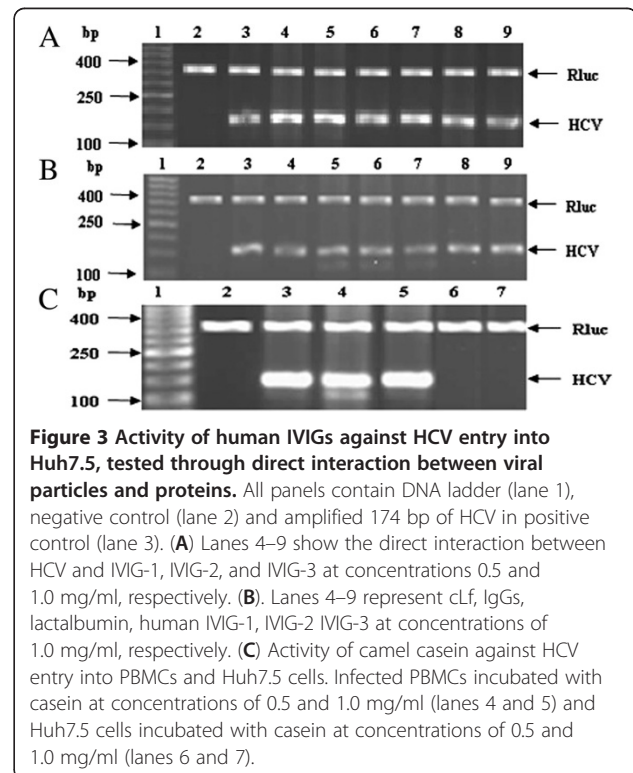 A
bp 1 2 3 4 5 6 7 8 9
400
Rluc
250
HCV
100
B
1 2 3 4 5 6 7 8 9
400
Rluc
250
HCV
100
C
bp
1 2 3 4 5 6 7
400
Rluc
250
HCV
100
Figure 3 Activity of human IVIGs against HCV entry into
Huh7.5, tested through direct interaction between viral
particles and proteins. All panels contain DNA ladder (lane 1),
negative control (lane 2) and amplified 174 bp of HCV in positive
control (lane 3). (A) Lanes 4–9 show the direct interaction between
HCV and IVIG-1, IVIG-2, and IVIG-3 at concentrations 0.5 and
1.0 mg/ml, respectively. (B). Lanes 4–9 represent cLf, IgGs,
lactalbumin, human IVIG-1, IVIG-2 IVIG-3 at concentrations of
1.0 mg/ml, respectively. (C) Activity of camel casein against HCV
entry into PBMCs and Huh7.5 cells. Infected PBMCs incubated with
casein at concentrations of 0.5 and 1.0 mg/ml (lanes 4 and 5) and
Huh7.5 cells incubated with casein at concentrations of 0.5 and
1.0 mg/ml (lanes 6 and 7).